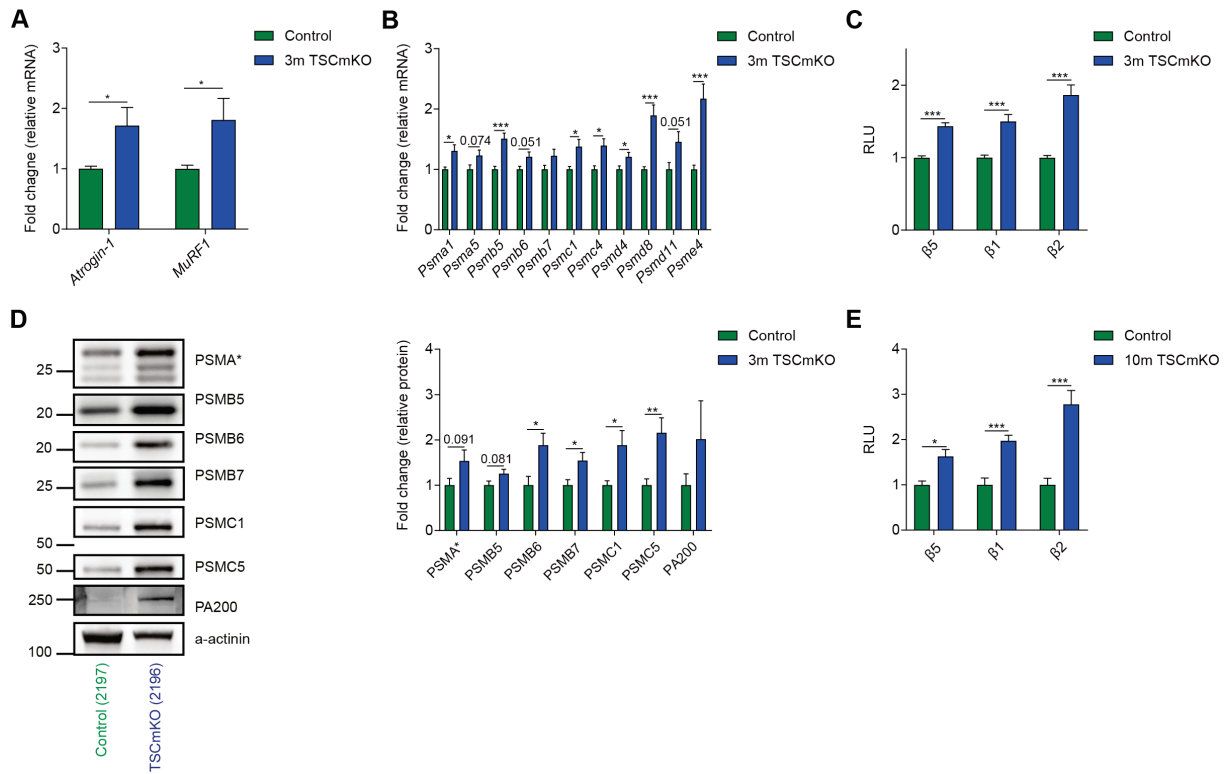 A
Control
3m TSCmKO
Fold chagne (relative mRNA)
3
2
1
0
*
*
Atrogin-1
MuRF1
B
Control
3m TSCmKO
Fold change (relative mRNA)
3
2
1
0
*
0.074
***
0.051
*
*
*
***
0.051
***
Psma1
Psma5
Psmb5
Psmb6
Psmb7
Psmc1
Psmc4
Psmd4
Psmd8
Psmd11
Psme4
C
Control
3m TSCmKO
RLU
2
1
0
***
***
***
β5
β1
β2
D
25
PSMA*
20
PSMB5
20
PSMB6
25
PSMB7
50
PSMC1
50
PSMC5
250
PA200
100
a-actinin
Control (2197)
TSCmKO (2196)
Control
3m TSCmKO
Fold change (relative protein)
4
3
2
1
0
0.091
0.081
*
*
*
**
PSMA*
PSMB5
PSMB6
PSMB7
PSMC1
PSMC5
PA200
E
Control
10m TSCmKO
RLU
4
3
2
1
0
*
***
***
β5
β1
β2